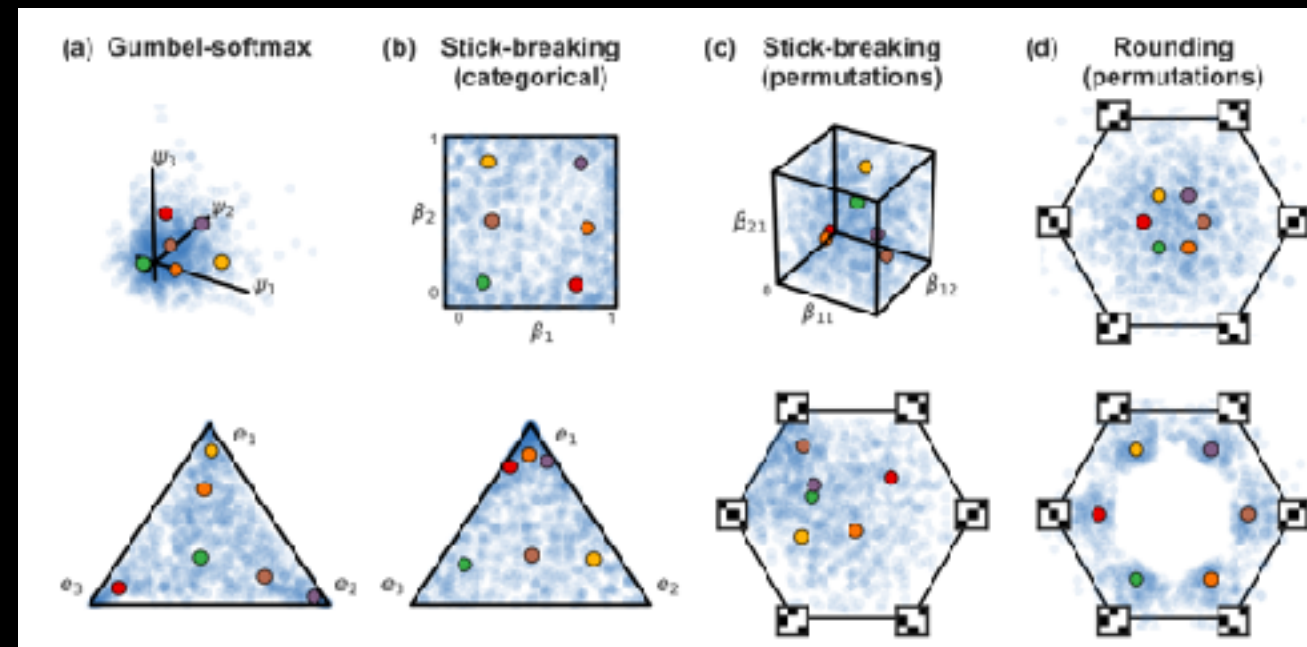 (a) Gumbel-softmax
(b) Stick-breaking
(categorical)
(c) Stick-breaking
(permutations)
(d) Rounding
(permutations)
ψ3
ψ2
ψ1
1
β2
0
0
1
β1
β21
0
β11
β12
e1
e3
e2
e1
e3
e2